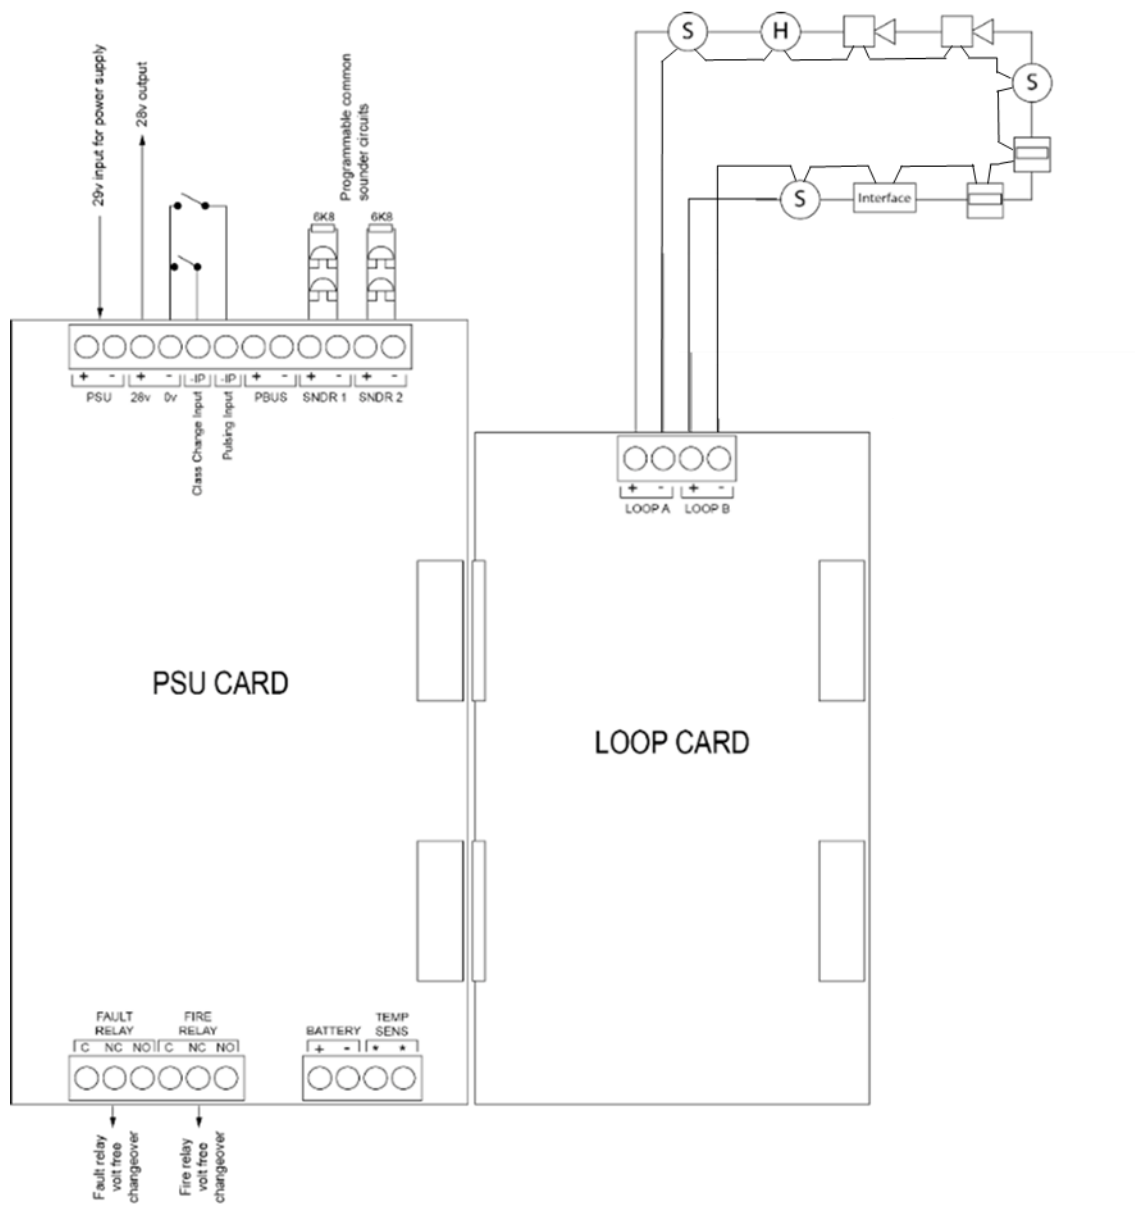 29v input for power supply
28v output
Programmable common
sounder circuits
6K8
6K8
S
H
S
S
Interface
+ - + - -IP -IP + - + - + -
PSU 28v 0v PBUS SNDR 1 SNDR 2
Class Change Input
Pulsing Input
+ - + -
LOOP A LOOP B
PSU CARD
LOOP CARD
FAULT
RELAY
FIRE
RELAY
C NC NO C NC NO
BATTERY
TEMP
SENS
+ - * *
Fault relay
volt free
changeover
Fire relay
volt free
changeover